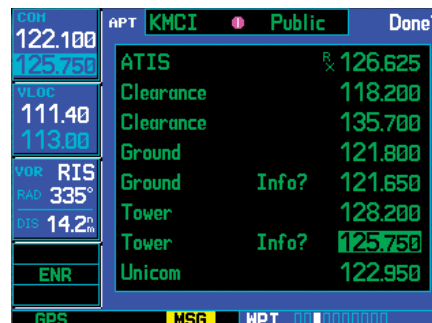 COM
122.100
125.750
VLOC
111.40
113.00
VOR RIS
RAD 335°
DIS 14.2nm
ENR
GPS
APT KMCI Public Done?
ATIS Rx 126.625
Clearance 118.200
Clearance 135.700
Ground 121.800
Ground Info? 121.650
Tower 128.200
Tower Info? 125.750
Unicom 122.950
MSG WPT